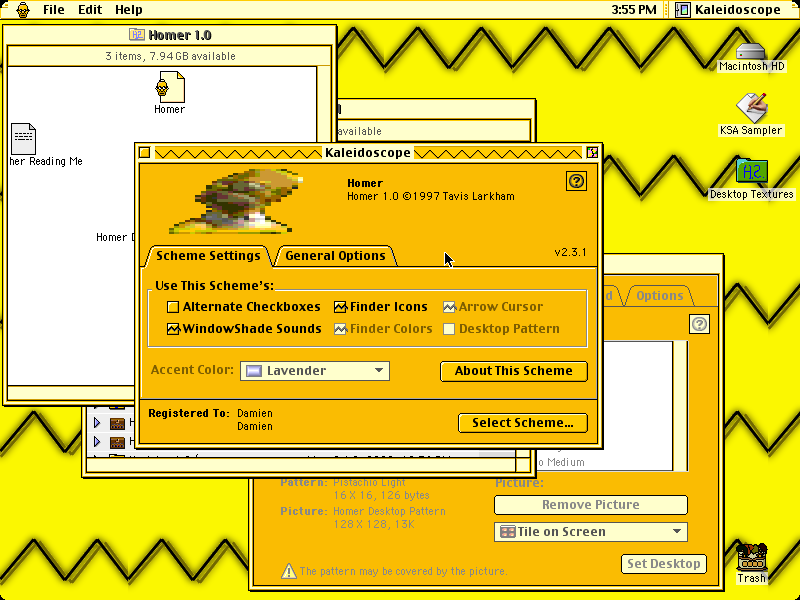 File Edit Help
3:55 PM Kaleidoscope
Homer 1.0
3 items, 7.94 GB available
Homer
her Reading Me
Homer
available
Macintosh HD
KSA Sampler
Desktop Textures
Kaleidoscope
Homer
Homer 1.0 ©1997 Tavis Larkham
v2.3.1
Scheme Settings General Options
Use This Scheme's:
Alternate Checkboxes Finder Icons Arrow Cursor
WindowShade Sounds Finder Colors Desktop Pattern
Accent Color: Lavender About This Scheme
Registered To: Damien
Damien
Select Scheme...
Options
Medium
Pattern: Pistachio Light
16 X 16, 126 bytes
Picture: Homer Desktop Pattern
128 X 128, 13K
Picture:
Remove Picture
Tile on Screen
Set Desktop
The pattern may be covered by the picture.
Trash